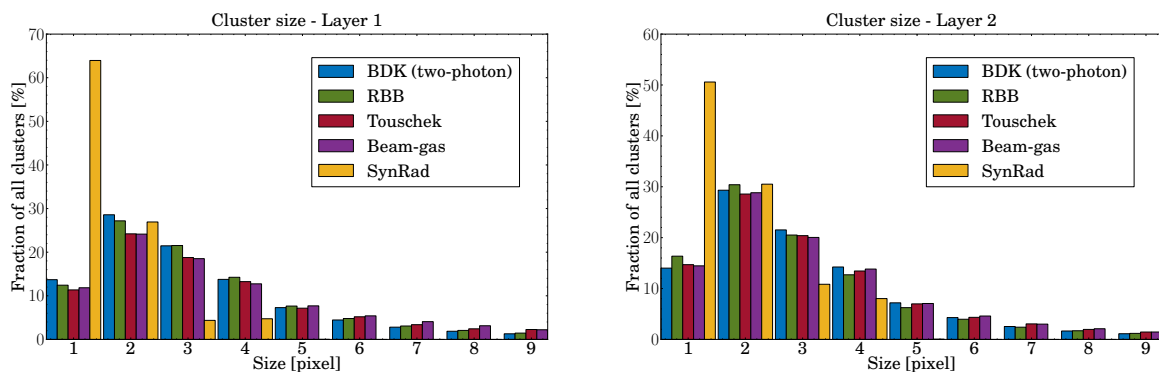 Cluster size - Layer 1
Fraction of all clusters [%]
70
60
50
40
30
20
10
0
BDK (two-photon)
RBB
Touschek
Beam-gas
SynRad
1 2 3 4 5 6 7 8 9
Size [pixel]
Cluster size - Layer 2
Fraction of all clusters [%]
60
50
40
30
20
10
0
BDK (two-photon)
RBB
Touschek
Beam-gas
SynRad
1 2 3 4 5 6 7 8 9
Size [pixel]